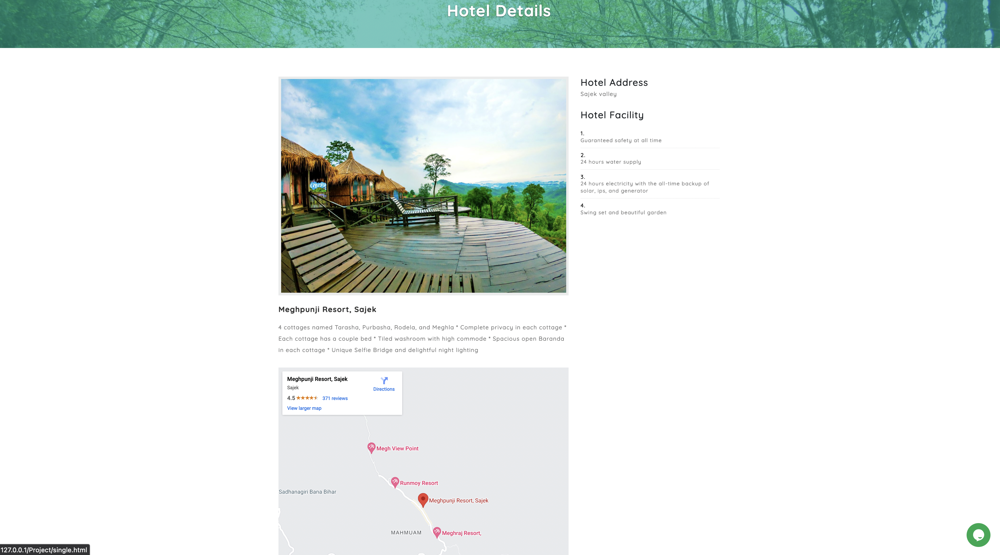 Hotel Details
Hotel Address
Sajek valley
Hotel Facility
1.
Guaranteed safety at all time
2.
24 hours water supply
3.
24 hours electricity with the all-time backup of
solar, ips, and generator
4.
Swing set and beautiful garden
Meghpunji Resort, Sajek
4 cottages named Tarasha, Purbasha, Rodela, and Meghla * Complete privacy in each cottage *
Each cottage has a couple bed * Tiled washroom with high commode * Spacious open Baranda
in each cottage * Unique Selfie Bridge and delightful night lighting
Meghpunji Resort, Sajek
Sajek
4.5
371 reviews
View larger map
Directions
Megh View Point
Runmoy Resort
Sadhanagiri Bana Bihar
Meghpunji Resort, Sajek
MAHMUAM
Meghraj Resort,
127.0.0.1/Project/single.html